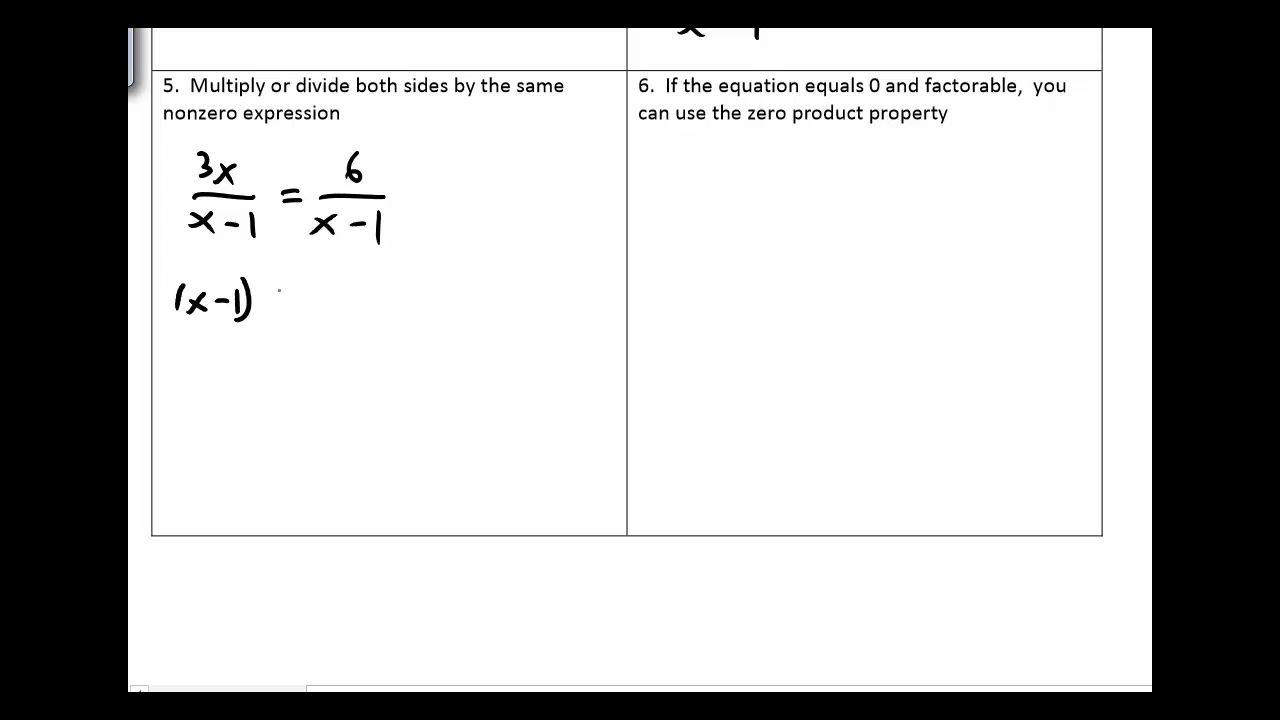 x - 1
5. Multiply or divide both sides by the same
nonzero expression
3x/(x - 1) = 6/(x - 1)
(x - 1)
6. If the equation equals 0 and factorable, you
can use the zero product property